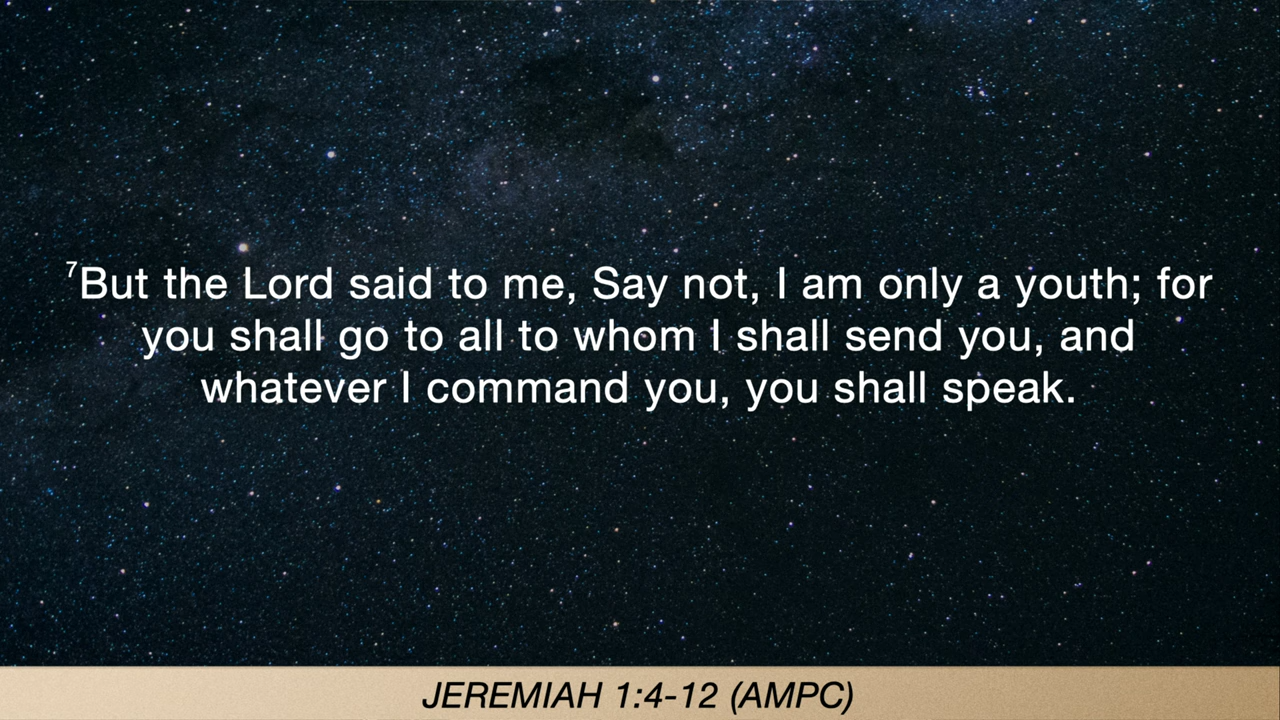 ⁷But the Lord said to me, Say not, I am only a youth; for
you shall go to all to whom I shall send you, and
whatever I command you, you shall speak.
JEREMIAH 1:4-12 (AMPC)